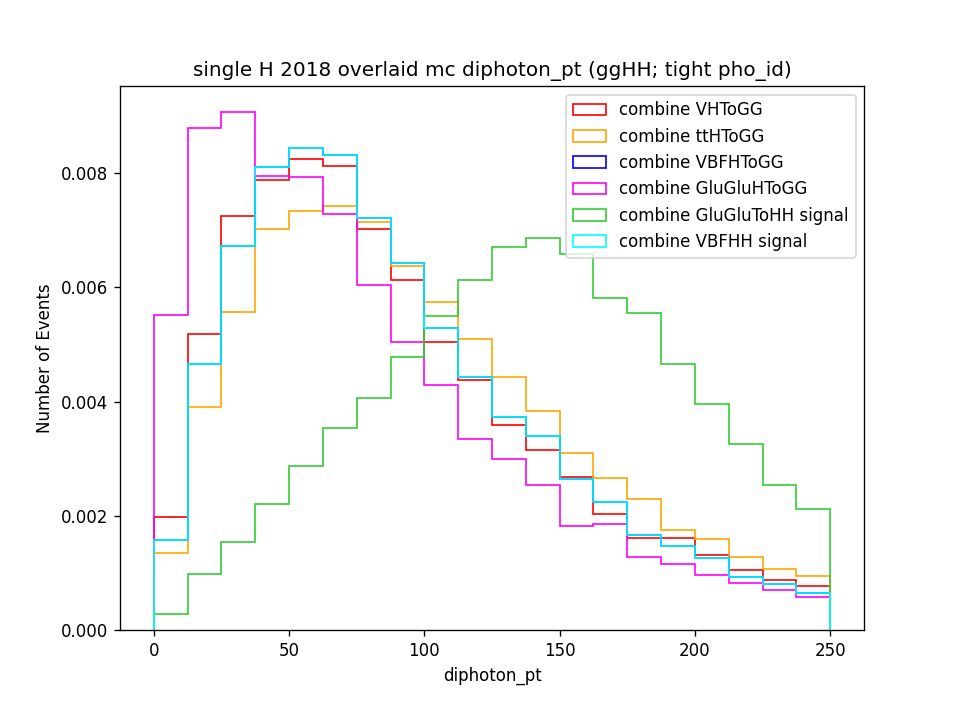 single H 2018 overlaid mc diphoton_pt (ggHH; tight pho_id)
combine VHToGG
combine ttHToGG
combine VBFHToGG
combine GluGluHToGG
combine GluGluToHH signal
combine VBFHH signal
Number of Events
0.008
0.006
0.004
0.002
0.000
0
50
100
150
200
250
diphoton_pt